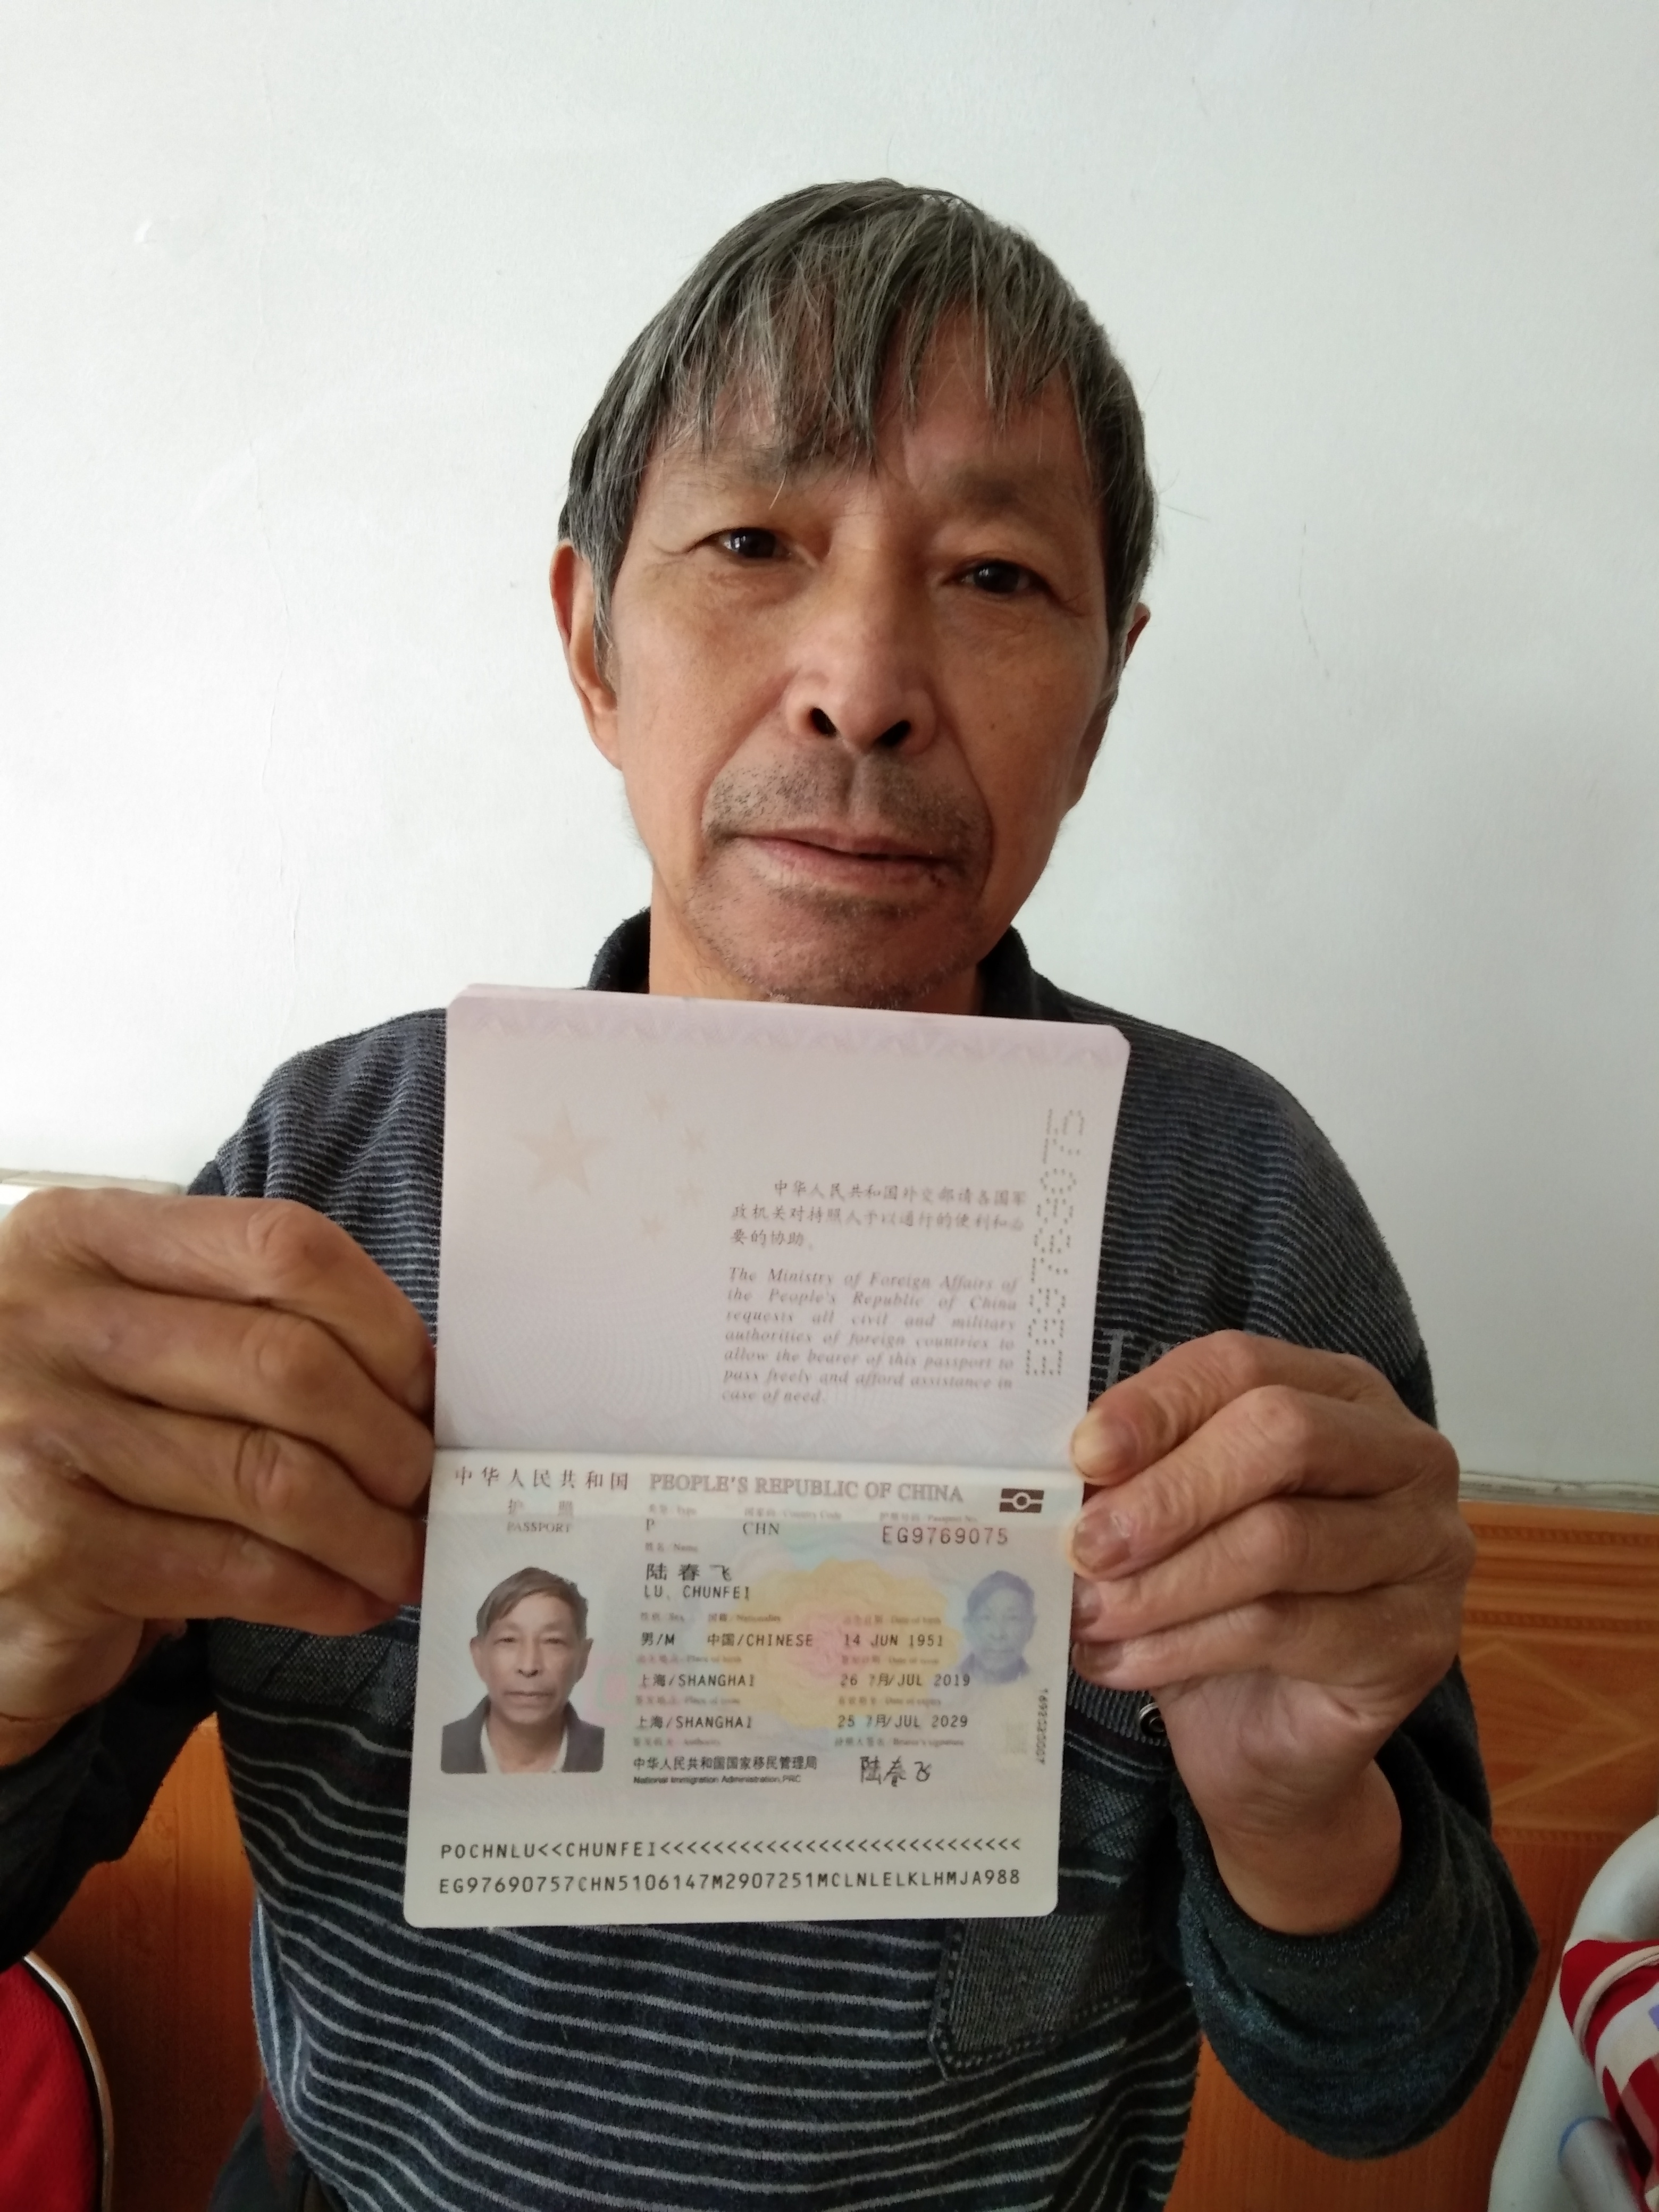 中华人民共和国外交部请各国军
政机关对持照人予以通行的便利和必
要的协助。
The Ministry of Foreign Affairs of
the People's Republic of China
requests all civil and military
authorities of foreign countries to
allow the bearer of this passport to
pass freely and afford assistance in
case of need.
中华人民共和国 PEOPLE'S REPUBLIC OF CHINA
护 照 类型/Type 国家码/Country Code 护照号码/Passport No.
PASSPORT P CHN EG9769075
姓名/Name
陆春飞
LU, CHUNFEI
性别/Sex 国籍/Nationality 出生日期/Date of birth
男/M 中国/CHINESE 14 JUN 1951
出生地点/Place of birth 签发日期/Date of issue
上海/SHANGHAI 26 7月/JUL 2019
签发地点/Place of issue 有效期至/Date of expiry
上海/SHANGHAI 25 7月/JUL 2029
签发机关/Authority 持照人签名/Bearer's signature
中华人民共和国国家移民管理局 陆春飞
National Immigration Administration, PRC
POCHNLU<<CHUNFEI<<<<<<<<<<<<<<<<<<<<<<<<<<<<
EG97690757CHN5106147M2907251MCLNLELKLHMJA988